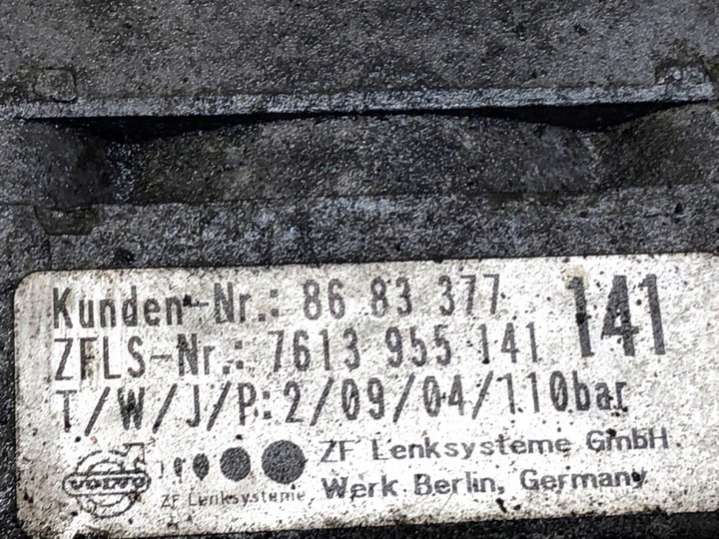 Kunden-Nr.: 86 83 377 141
ZFLS-Nr.: 7613 955 141
T/W/J/P: 2/09/04/110bar
ZF Lenksysteme GmbH.
VOLVO ZF Lenksysteme Werk Berlin, Germany